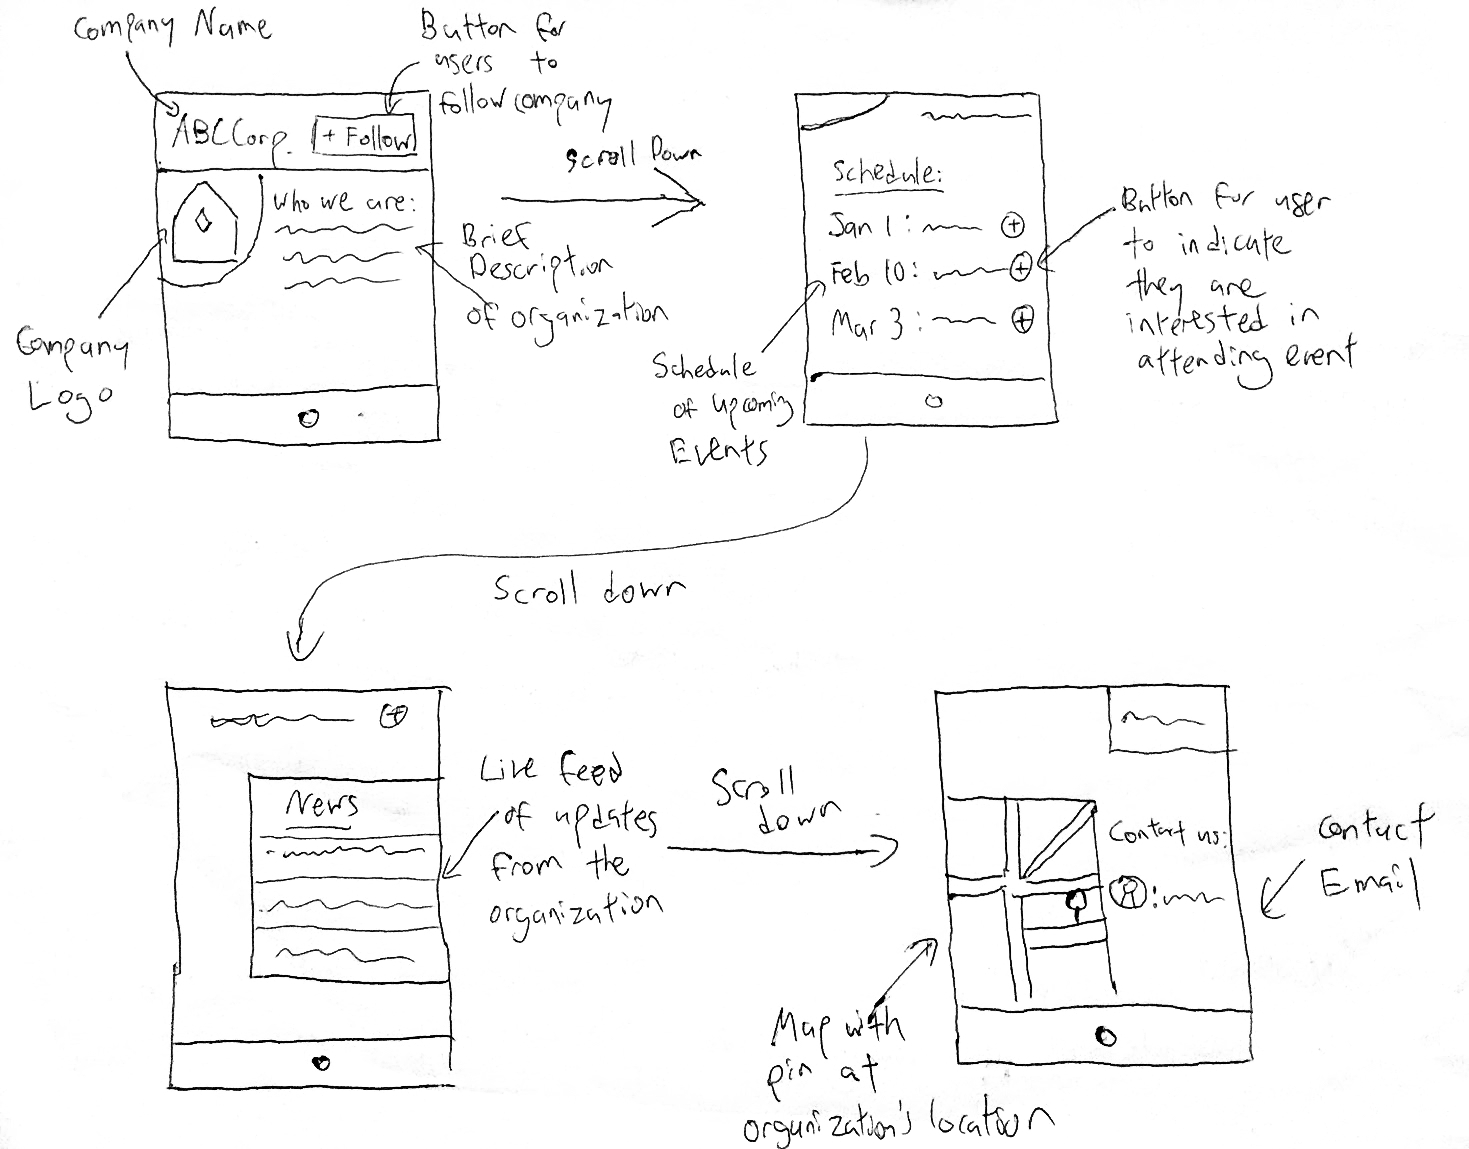 Company Name
Button for
users to
follow company
ABC Corp.
+ Follow
Who we are:
Brief
Description
of organization
Company
Logo
Scroll Down
Schedule:
Jan 1:
Feb 10:
Mar 3:
Button for user
to indicate
they are
interested in
attending event
Schedule
of upcoming
Events
Scroll down
News
Live feed
of updates
from the
organization
Scroll
down
Contact us:
Contact
Email
Map with
pin at
organization's location